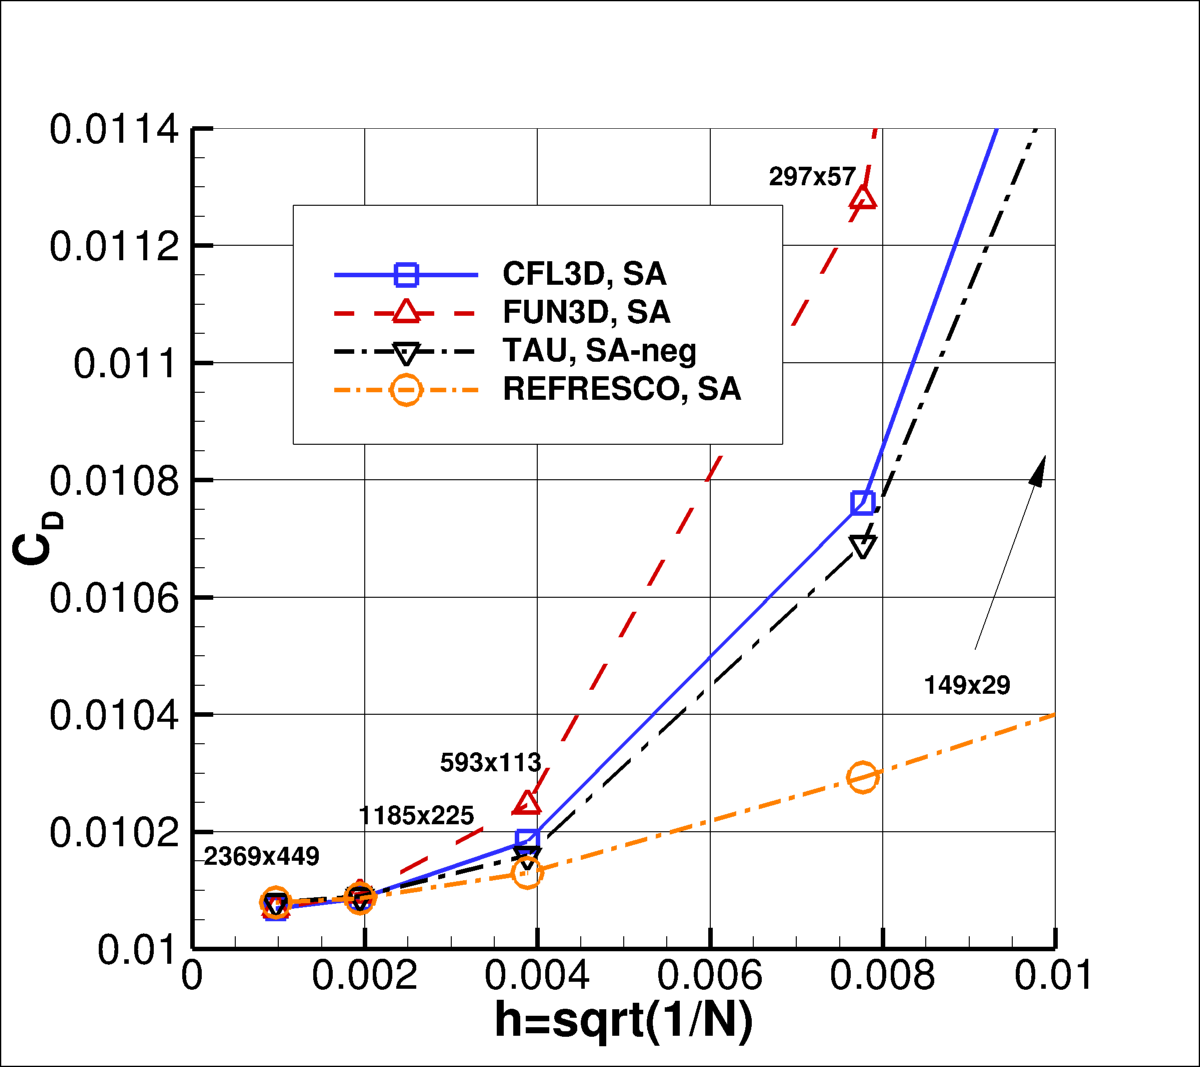 0.0114
297x57
0.0112
CFL3D, SA
FUN3D, SA
TAU, SA-neg
REFRESCO, SA
0.011
0.0108
C_D
0.0106
149x29
0.0104
593x113
1185x225
0.0102
2369x449
0.01
0 0.002 0.004 0.006 0.008 0.01
h=sqrt(1/N)